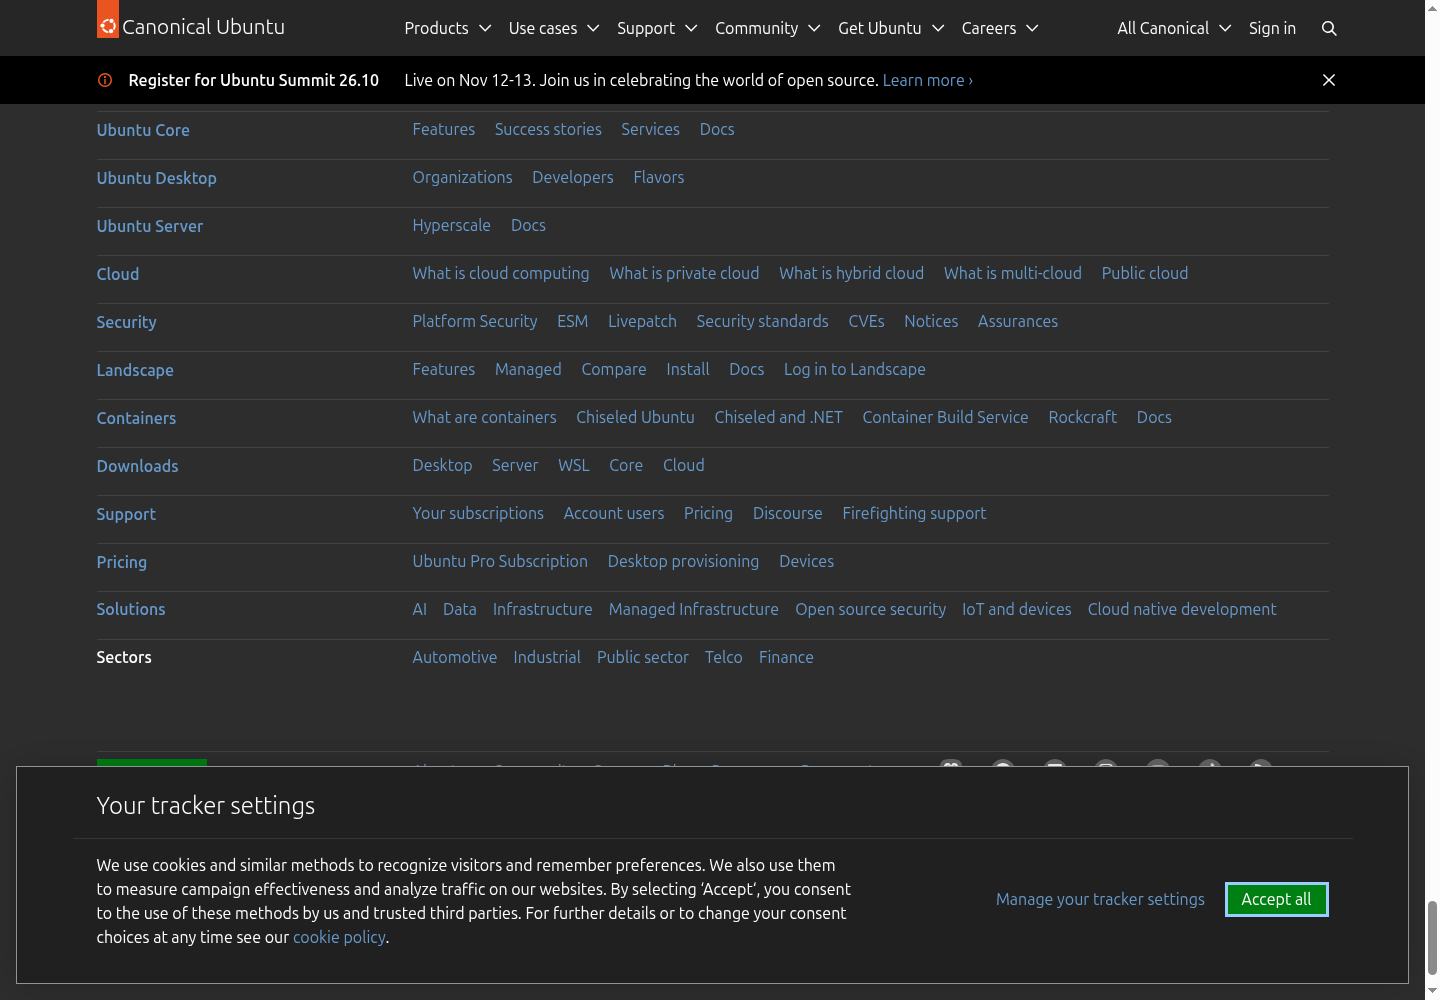 Canonical Ubuntu Products Use cases Support Community Get Ubuntu Careers All Canonical Sign in
Register for Ubuntu Summit 26.10 Live on Nov 12-13. Join us in celebrating the world of open source. Learn more ›
Ubuntu Core Features Success stories Services Docs
Ubuntu Desktop Organizations Developers Flavors
Ubuntu Server Hyperscale Docs
Cloud What is cloud computing What is private cloud What is hybrid cloud What is multi-cloud Public cloud
Security Platform Security ESM Livepatch Security standards CVEs Notices Assurances
Landscape Features Managed Compare Install Docs Log in to Landscape
Containers What are containers Chiseled Ubuntu Chiseled and .NET Container Build Service Rockcraft Docs
Downloads Desktop Server WSL Core Cloud
Support Your subscriptions Account users Pricing Discourse Firefighting support
Pricing Ubuntu Pro Subscription Desktop provisioning Devices
Solutions AI Data Infrastructure Managed Infrastructure Open source security IoT and devices Cloud native development
Sectors Automotive Industrial Public sector Telco Finance
Your tracker settings
We use cookies and similar methods to recognize visitors and remember preferences. We also use them
to measure campaign effectiveness and analyze traffic on our websites. By selecting ‘Accept‘, you consent
to the use of these methods by us and trusted third parties. For further details or to change your consent
choices at any time see our cookie policy.
Manage your tracker settings Accept all